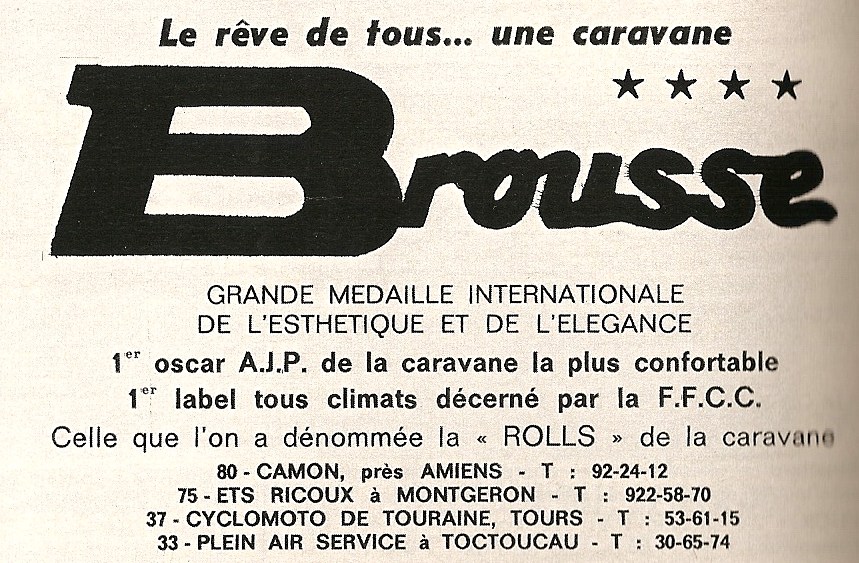 Le rêve de tous... une caravane
★ ★ ★ ★
Brousse
GRANDE MEDAILLE INTERNATIONALE
DE L'ESTHETIQUE ET DE L'ELEGANCE
1er oscar A.J.P. de la caravane la plus confortable
1er label tous climats décerné par la F.F.C.C.
Celle que l'on a dénommée la « ROLLS » de la caravane
80 - CAMON, près AMIENS - T : 92-24-12
75 - ETS RICOUX à MONTGERON - T : 922-58-70
37 - CYCLOMOTO DE TOURAINE, TOURS - T : 53-61-15
33 - PLEIN AIR SERVICE à TOCTOUCAU - T : 30-65-74